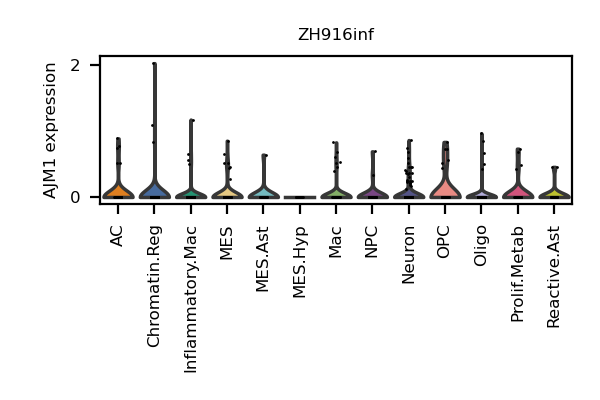 ZH916inf
AJM1 expression
2
0
AC
Chromatin.Reg
Inflammatory.Mac
MES
MES.Ast
MES.Hyp
Mac
NPC
Neuron
OPC
Oligo
Prolif.Metab
Reactive.Ast